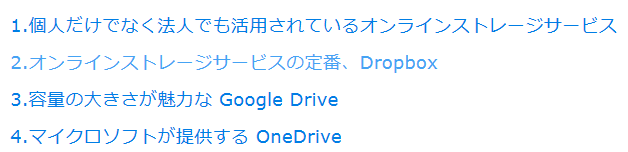 1.個人だけでなく法人でも活用されているオンラインストレージサービス
2.オンラインストレージサービスの定番、Dropbox
3.容量の大きさが魅力な Google Drive
4.マイクロソフトが提供する OneDrive